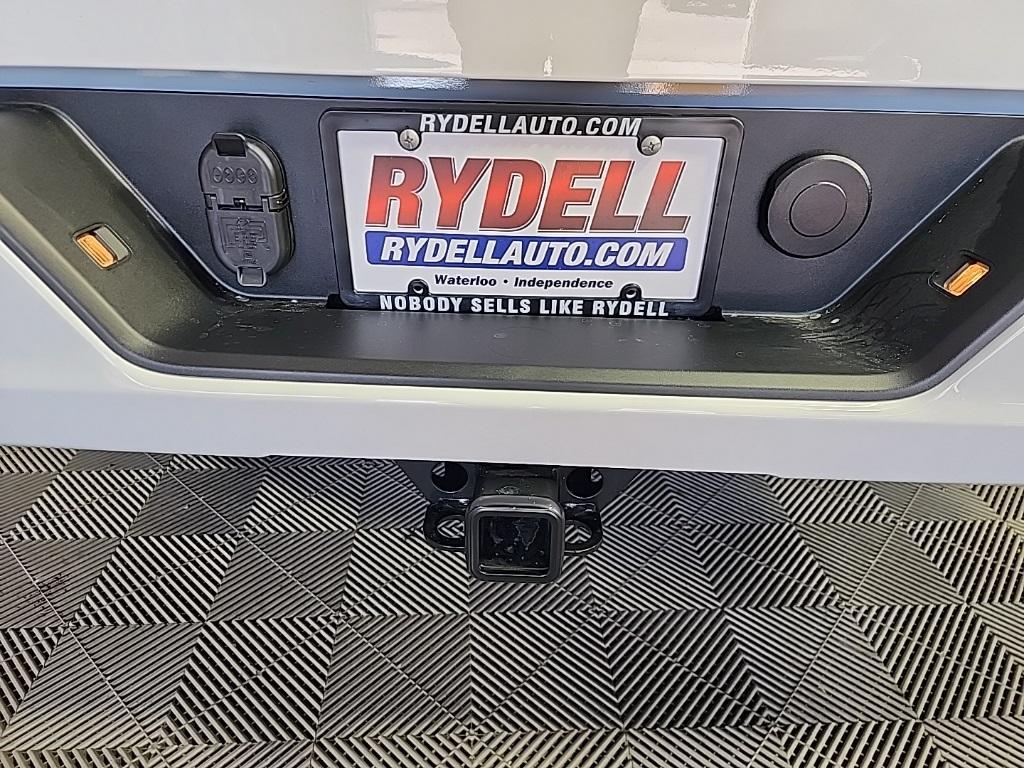 RYDELLAUTO.COM
RYDELL
RYDELLAUTO.COM
Waterloo • Independence
NOBODY SELLS LIKE RYDELL